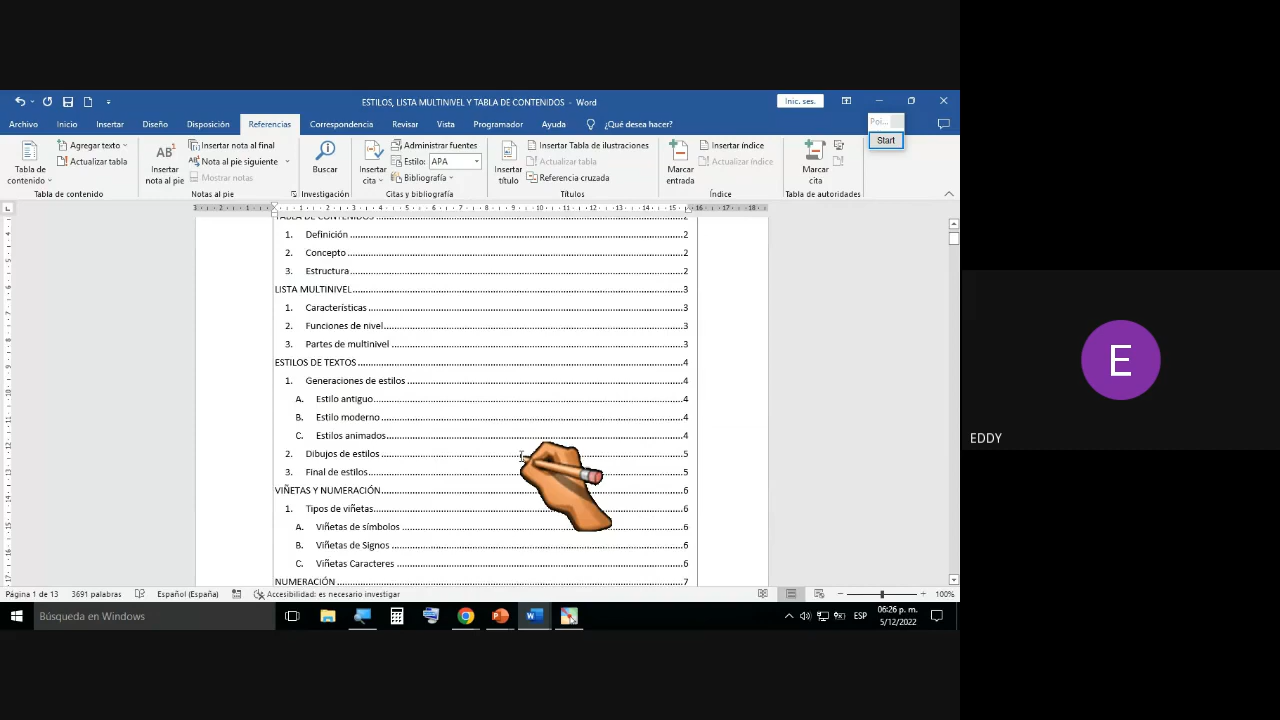 ESTILOS, LISTA MULTINIVEL Y TABLA DE CONTENIDOS - Word
Inic. ses.
Archivo Inicio Insertar Diseño Disposición Referencias Correspondencia Revisar Vista Programador Ayuda ¿Qué desea hacer?
Poi...
Start
Tabla de contenido
Agregar texto
Actualizar tabla
Tabla de contenido
AB¹
Insertar nota al pie
Insertar nota al final
Nota al pie siguiente
Mostrar notas
Notas al pie
Buscar
Investigación
Insertar cita
Administrar fuentes
Estilo: APA
Bibliografía
Citas y bibliografía
Insertar título
Insertar Tabla de ilustraciones
Actualizar tabla
Referencia cruzada
Títulos
Marcar entrada
Insertar índice
Actualizar índice
Índice
Marcar cita
Tabla de autoridades
TABLA DE CONTENIDOS 2
1. Definición 2
2. Concepto 2
3. Estructura 2
LISTA MULTINIVEL 3
1. Características 3
2. Funciones de nivel 3
3. Partes de multinivel 3
ESTILOS DE TEXTOS 4
1. Generaciones de estilos 4
A. Estilo antiguo 4
B. Estilo moderno 4
C. Estilos animados 4
2. Dibujos de estilos 5
3. Final de estilos 5
VIÑETAS Y NUMERACIÓN 6
1. Tipos de viñetas 6
A. Viñetas de símbolos 6
B. Viñetas de Signos 6
C. Viñetas Caracteres 6
NUMERACIÓN 7
Página 1 de 13 3691 palabras Español (España) Accesibilidad: es necesario investigar 100%
Búsqueda en Windows
ESP
06:26 p. m.
5/12/2022
E
EDDY